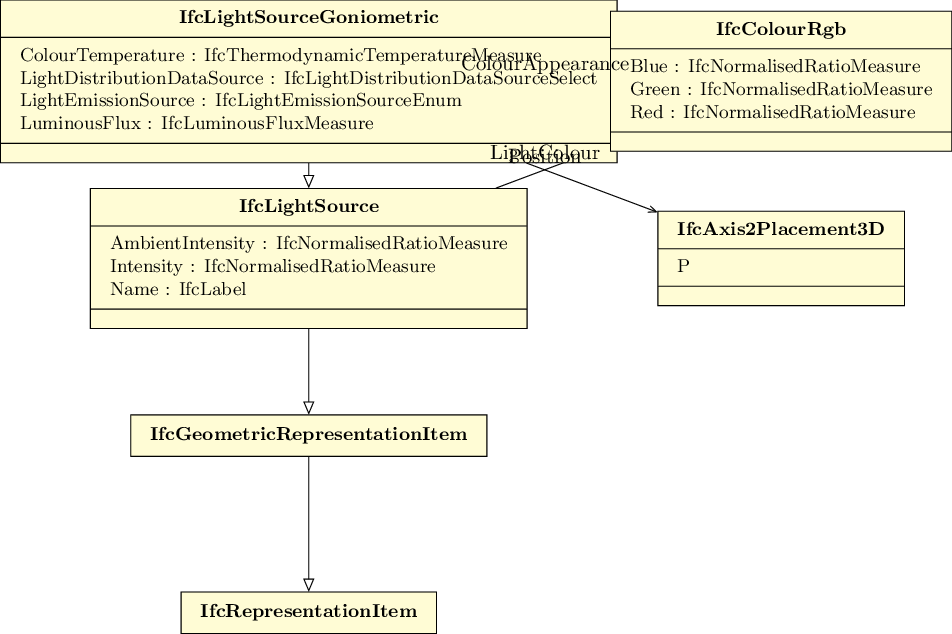 IfcLightSourceGoniometric
ColourTemperature : IfcThermodynamicTemperatureMeasure
LightDistributionDataSource : IfcLightDistributionDataSourceSelect
LightEmissionSource : IfcLightEmissionSourceEnum
LuminousFlux : IfcLuminousFluxMeasure
ColourAppearance
IfcColourRgb
Blue : IfcNormalisedRatioMeasure
Green : IfcNormalisedRatioMeasure
Red : IfcNormalisedRatioMeasure
LightColour
Position
IfcLightSource
AmbientIntensity : IfcNormalisedRatioMeasure
Intensity : IfcNormalisedRatioMeasure
Name : IfcLabel
IfcAxis2Placement3D
P
IfcGeometricRepresentationItem
IfcRepresentationItem